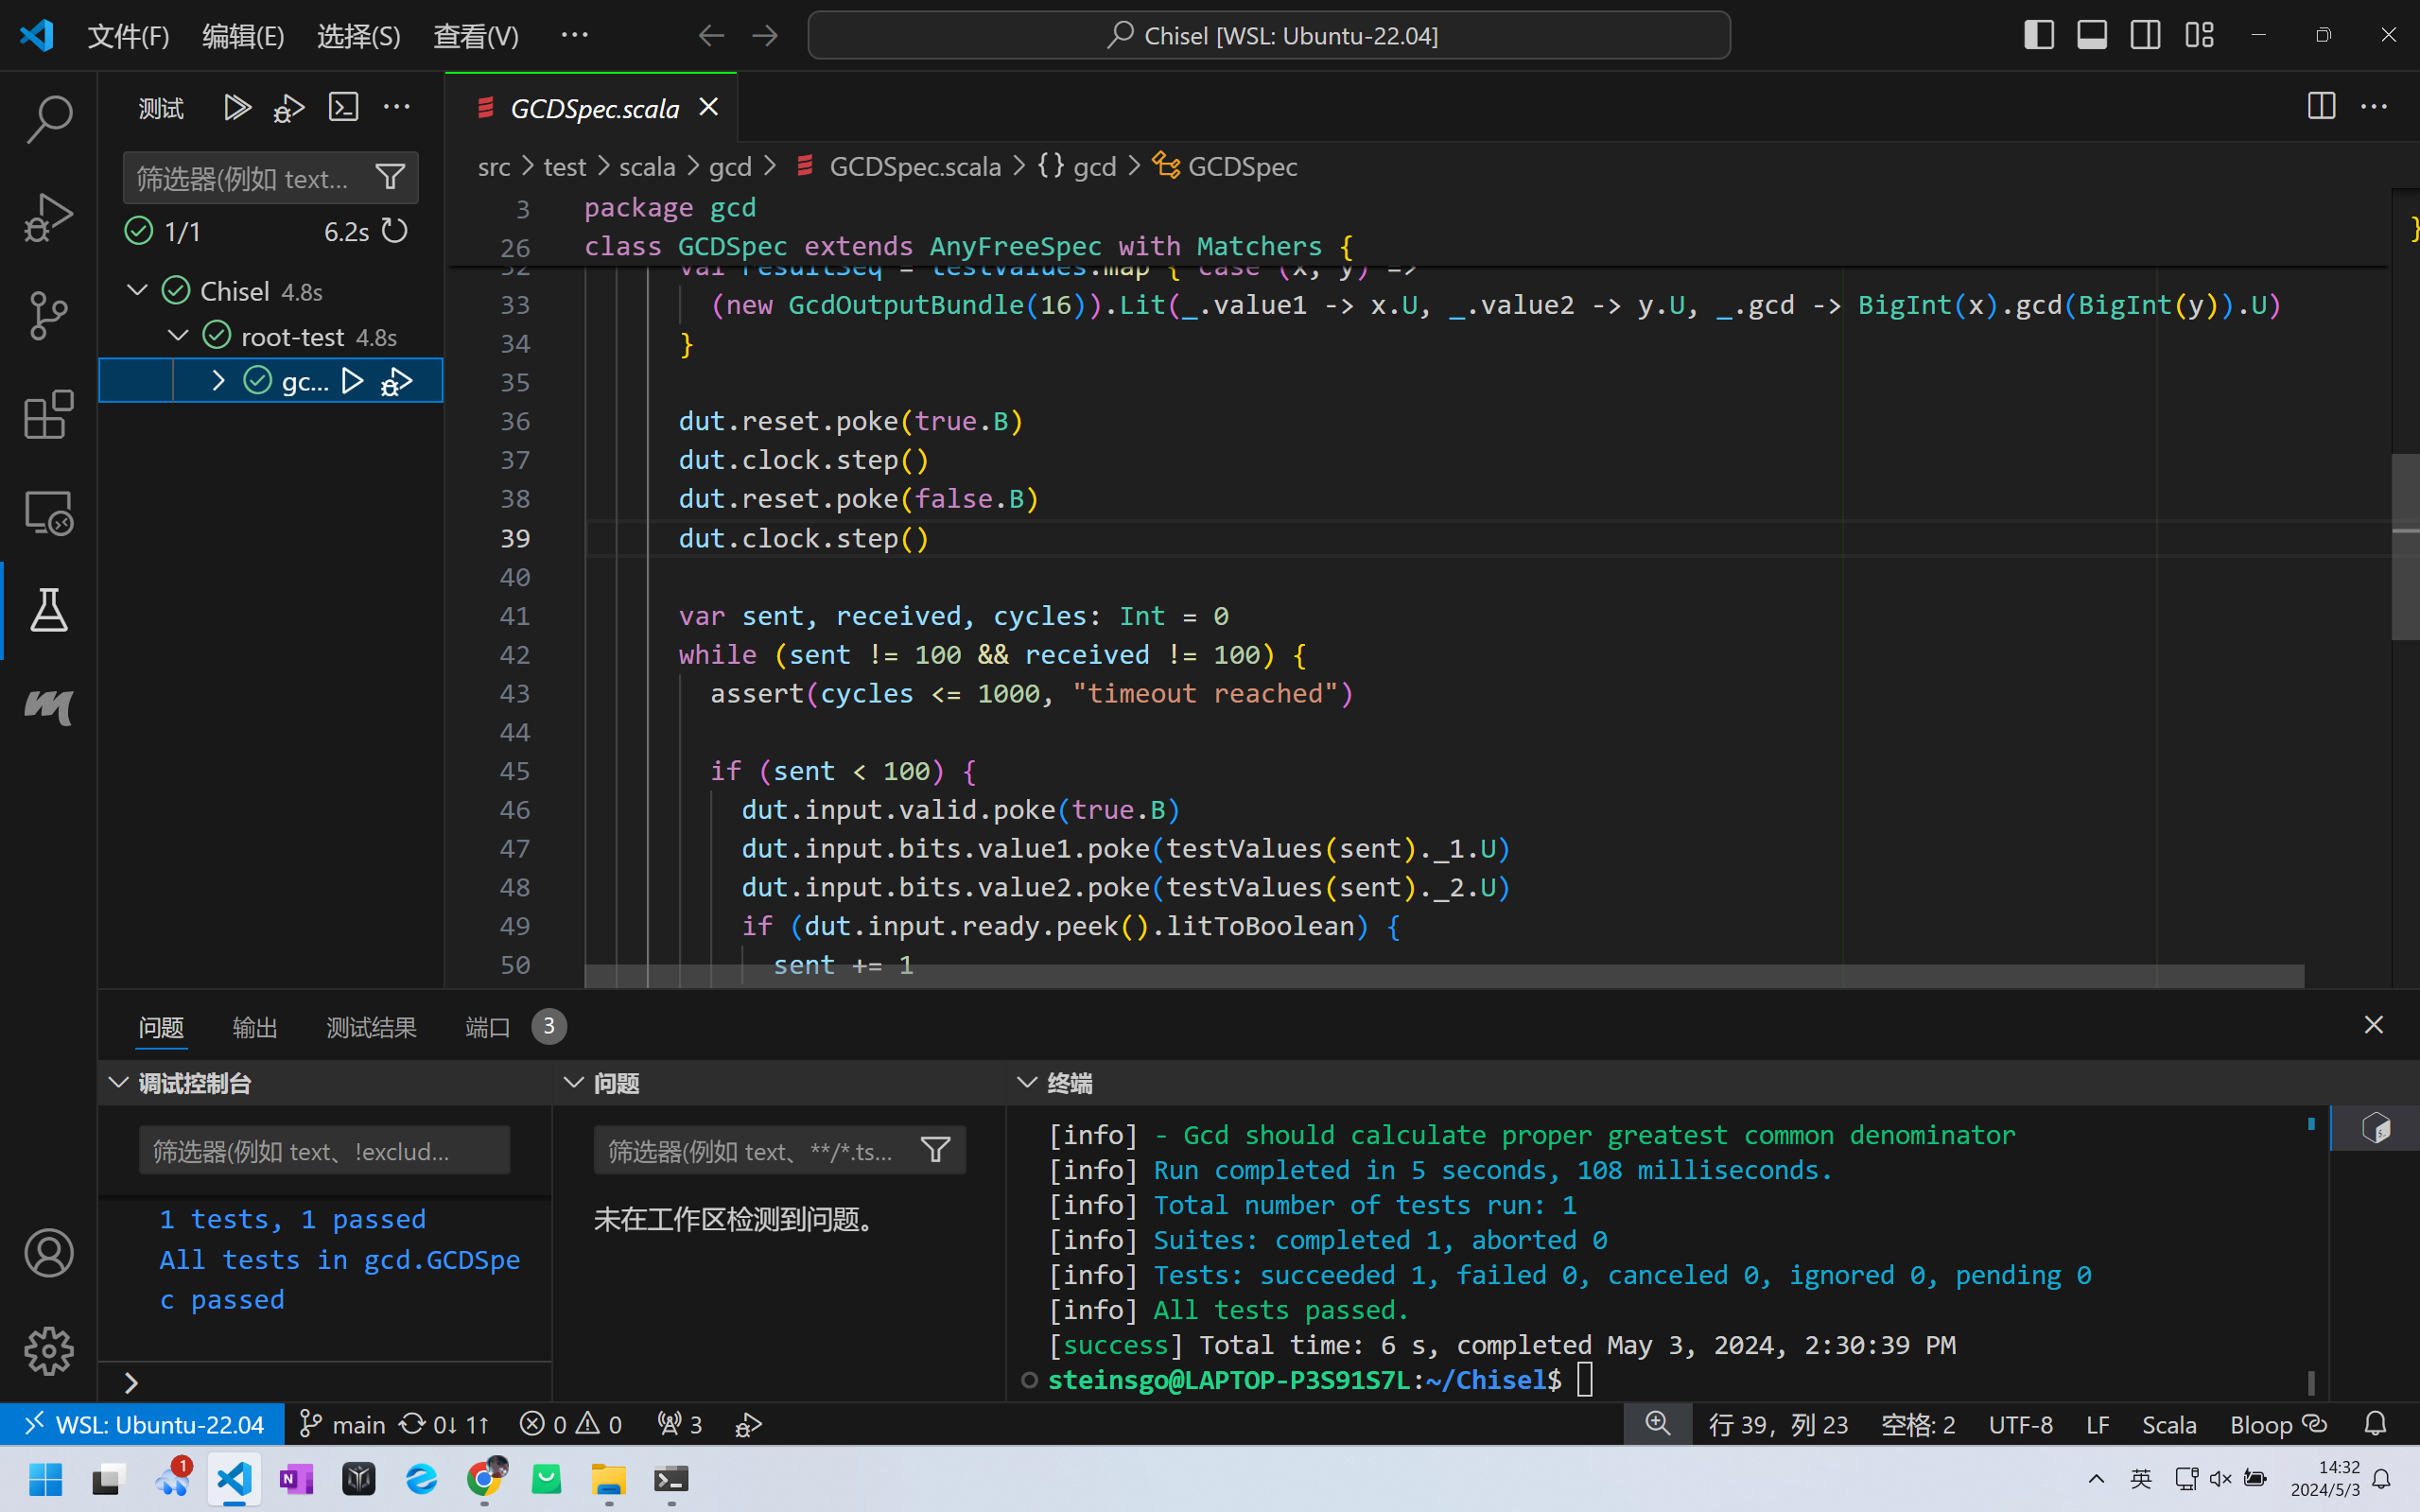 文件(F) 编辑(E) 选择(S) 查看(V) ··· Chisel [WSL: Ubuntu-22.04]
测试
筛选器(例如 text...
1/1 6.2s
Chisel 4.8s
root-test 4.8s
gc...
GCDSpec.scala
src > test > scala > gcd > GCDSpec.scala > {} gcd > GCDSpec
3 package gcd
26 class GCDSpec extends AnyFreeSpec with Matchers {
32 val resultSeq = testValues.map { case (x, y) =>
33 (new GcdOutputBundle(16)).Lit(_.value1 -> x.U, _.value2 -> y.U, _.gcd -> BigInt(x).gcd(BigInt(y)).U)
34 }
35
36 dut.reset.poke(true.B)
37 dut.clock.step()
38 dut.reset.poke(false.B)
39 dut.clock.step()
40
41 var sent, received, cycles: Int = 0
42 while (sent != 100 && received != 100) {
43 assert(cycles <= 1000, "timeout reached")
44
45 if (sent < 100) {
46 dut.input.valid.poke(true.B)
47 dut.input.bits.value1.poke(testValues(sent)._1.U)
48 dut.input.bits.value2.poke(testValues(sent)._2.U)
49 if (dut.input.ready.peek().litToBoolean) {
50 sent += 1
}
问题 输出 测试结果 端口 3
调试控制台
筛选器(例如 text、!exclud...
1 tests, 1 passed
All tests in gcd.GCDSpe
c passed
问题
筛选器(例如 text、**/*.ts...
未在工作区检测到问题。
终端
[info] - Gcd should calculate proper greatest common denominator
[info] Run completed in 5 seconds, 108 milliseconds.
[info] Total number of tests run: 1
[info] Suites: completed 1, aborted 0
[info] Tests: succeeded 1, failed 0, canceled 0, ignored 0, pending 0
[info] All tests passed.
[success] Total time: 6 s, completed May 3, 2024, 2:30:39 PM
steinsgo@LAPTOP-P3S91S7L:~/Chisel$
WSL: Ubuntu-22.04 main 0↓ 1↑ 0 0 3 行 39，列 23 空格: 2 UTF-8 LF Scala Bloop
1
英
14:32
2024/5/3